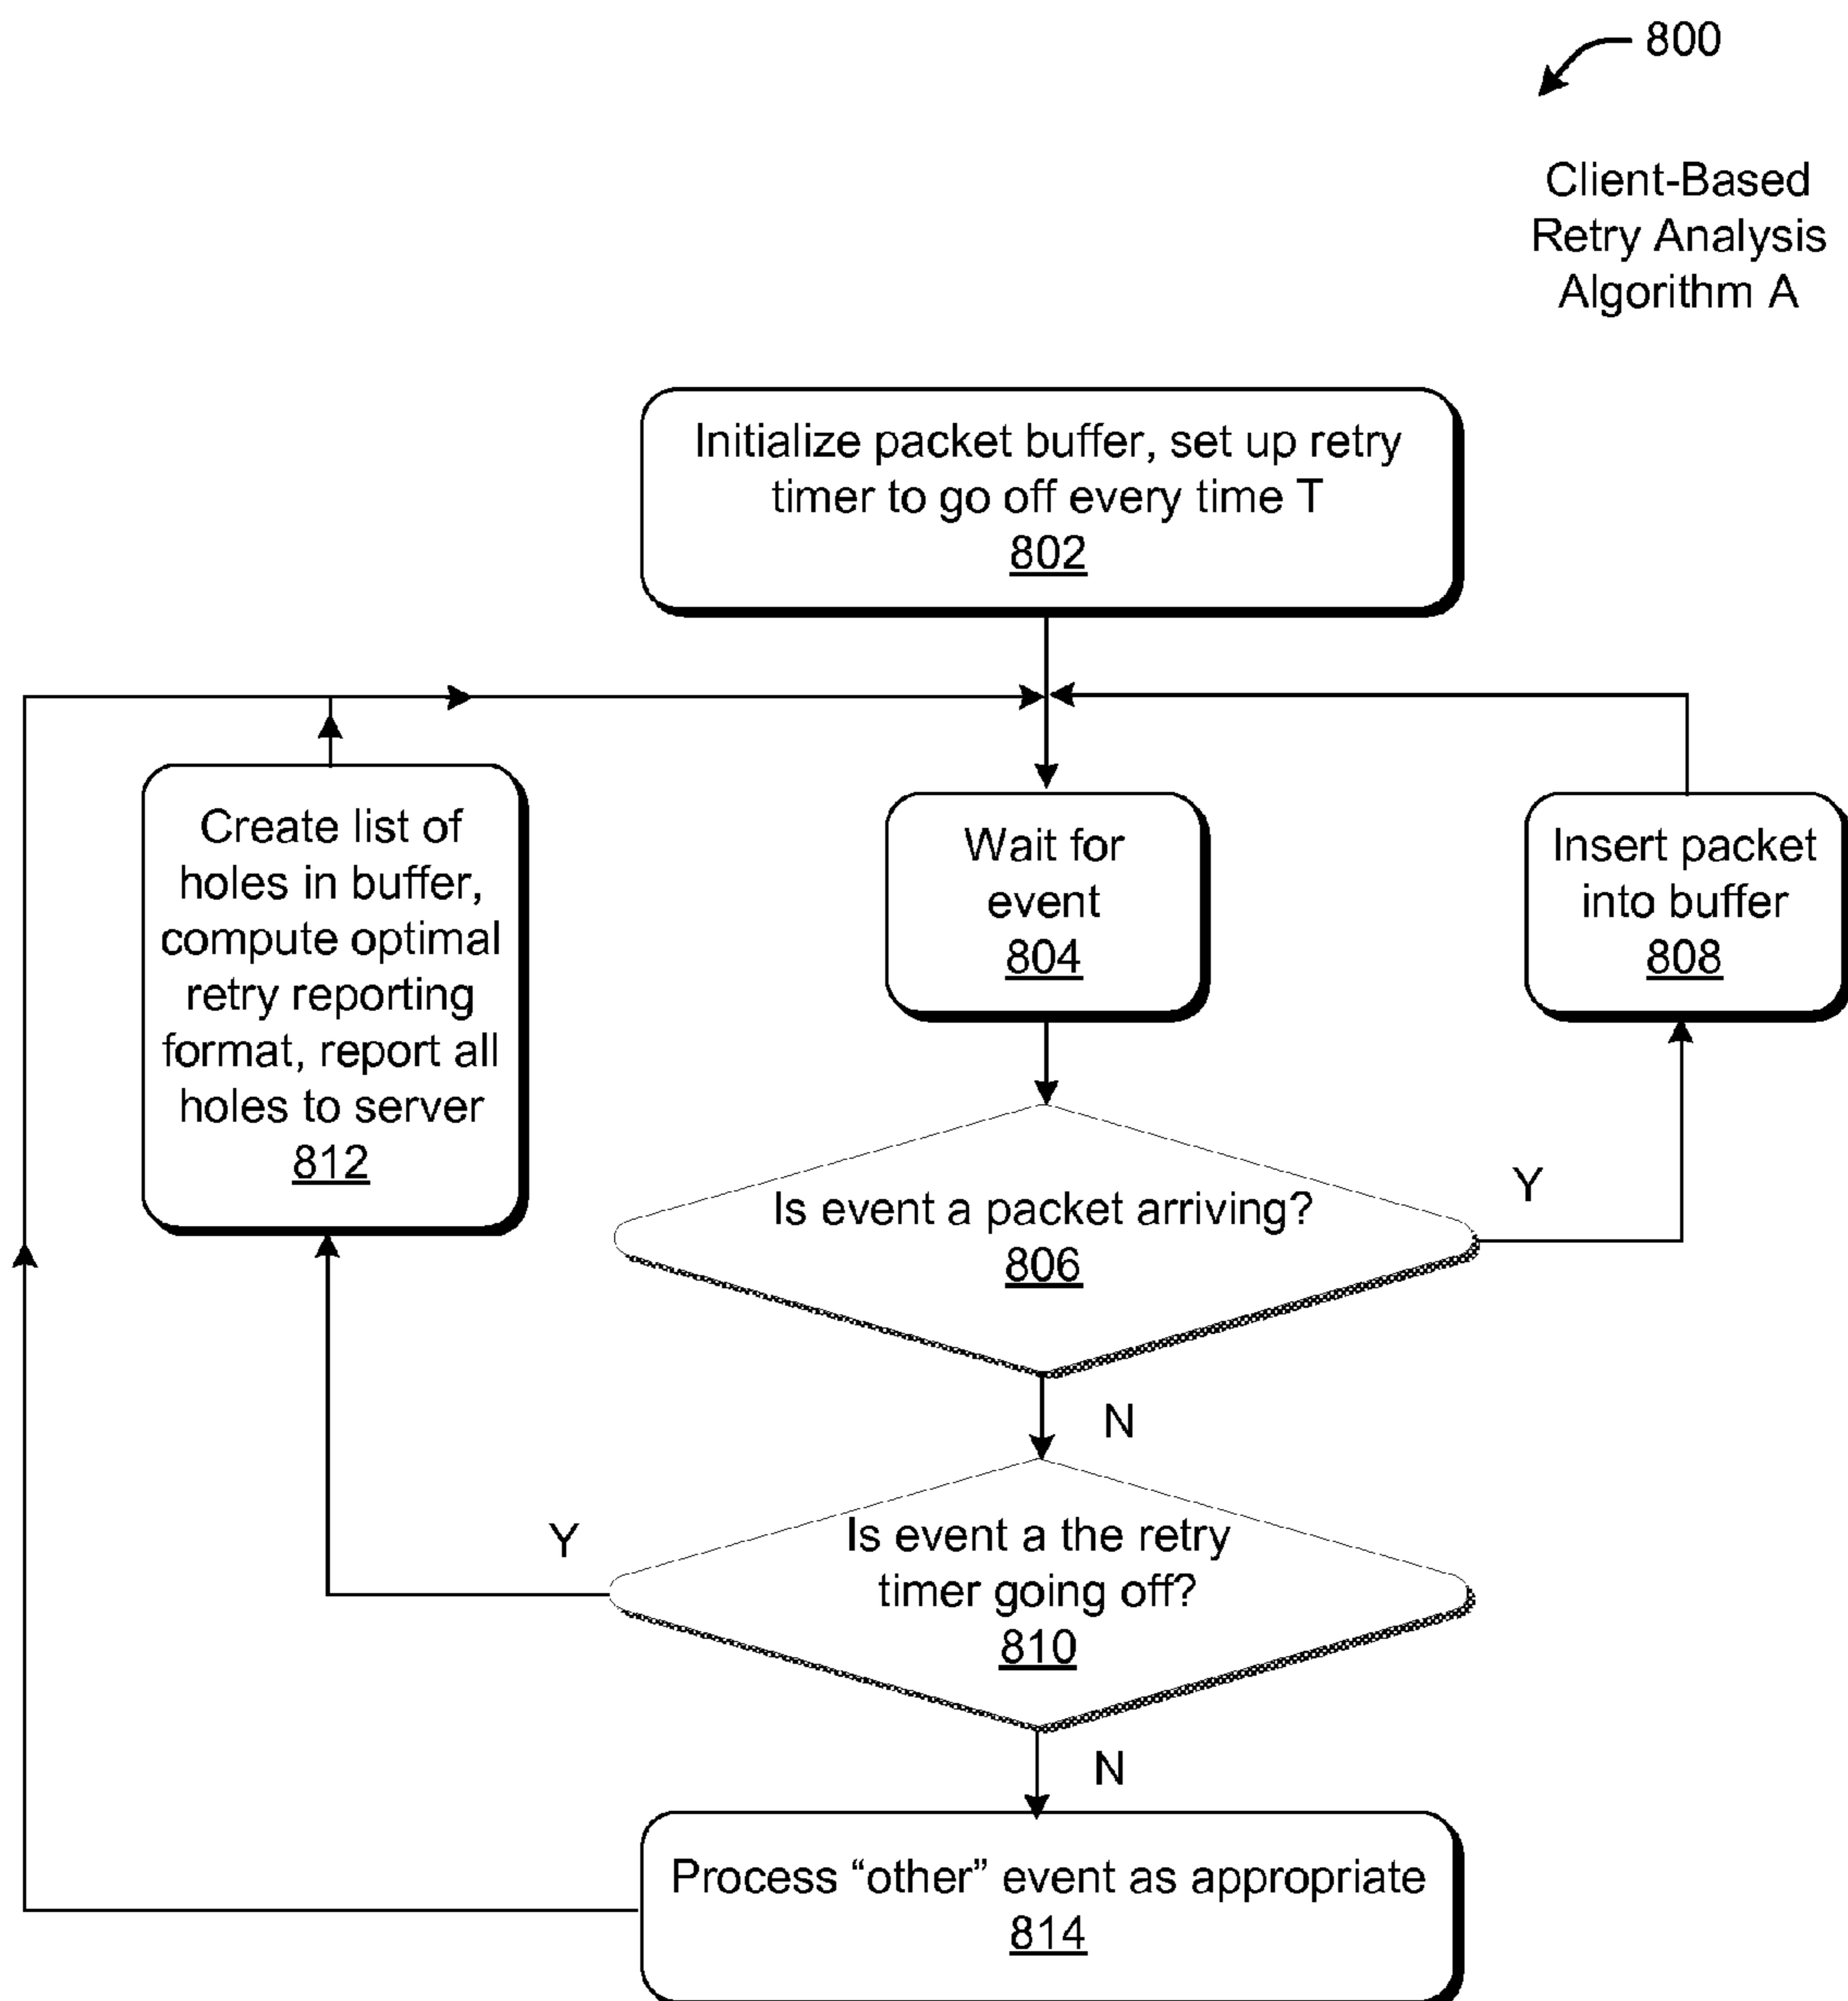 800
Client-Based
Retry Analysis
Algorithm A
Initialize packet buffer, set up retry
timer to go off every time T
802
Create list of
holes in buffer,
compute optimal
retry reporting
format, report all
holes to server
812
Wait for
event
804
Insert packet
into buffer
808
Is event a packet arriving?
806
Y
N
Is event a the retry
timer going off?
810
Y
N
Process “other” event as appropriate
814